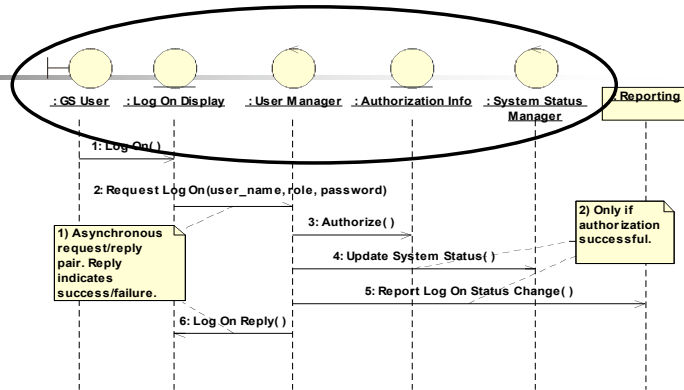 : GS User
: Log On Display
: User Manager
: Authorization Info
: System Status
Manager
: Reporting
1: Log On( )
2: Request Log On(user_name, role, password)
1) Asynchronous
request/reply
pair. Reply
indicates
success/failure.
3: Authorize( )
2) Only if
authorization
successful.
4: Update System Status( )
5: Report Log On Status Change( )
6: Log On Reply( )